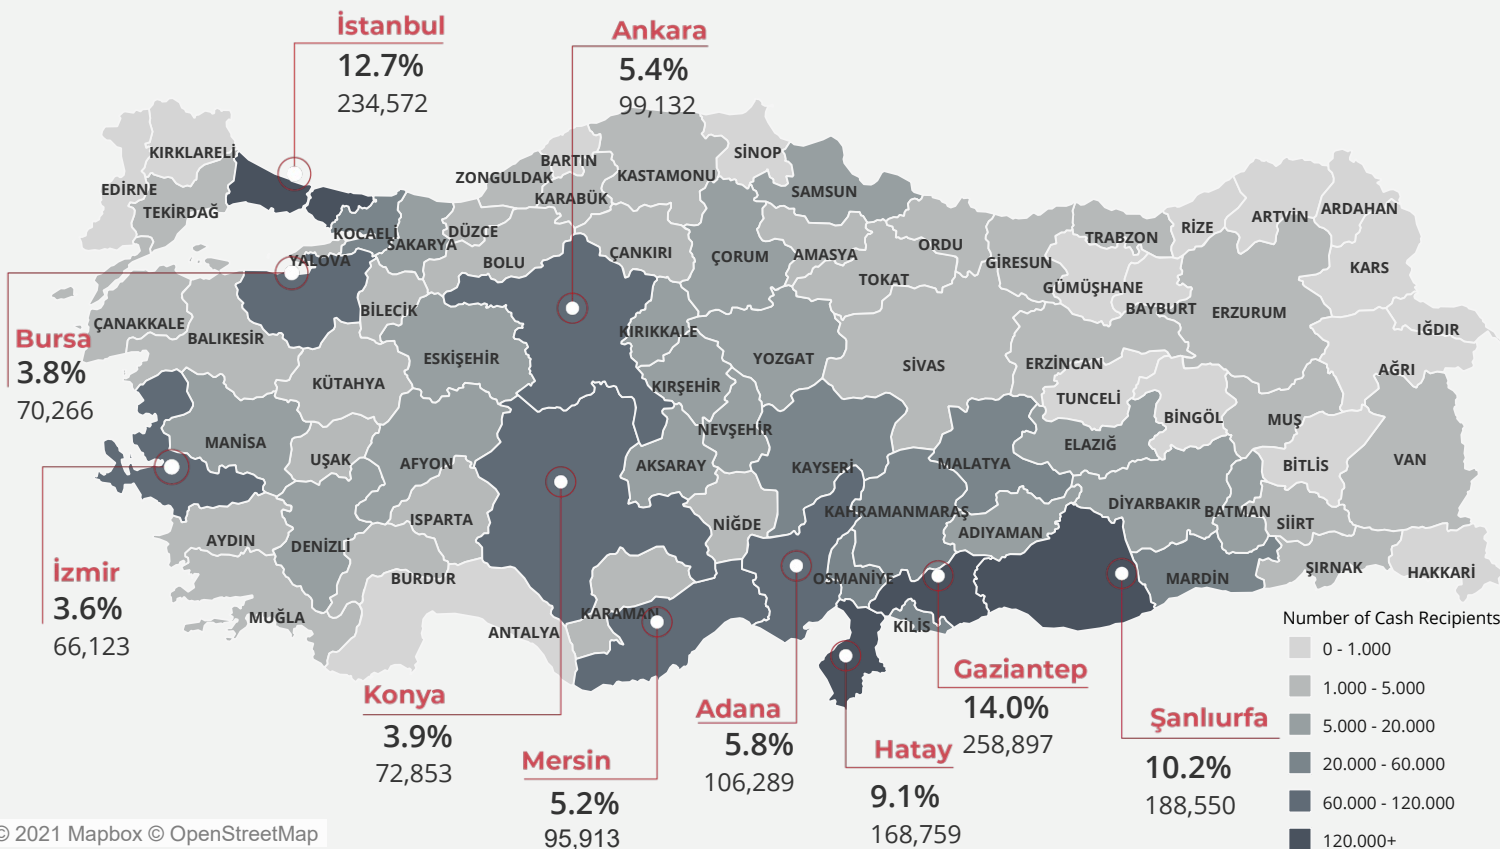 İstanbul
12.7%
234,572
Ankara
5.4%
99,132
KIRKLARELİ
EDİRNE
TEKİRDAĞ
BARTIN
ZONGULDAK
KARABÜK
KASTAMONU
SİNOP
SAMSUN
KOCAELİ
SAKARYA
DÜZCE
BOLU
ÇANKIRI
ÇORUM
AMASYA
TOKAT
ORDU
GİRESUN
TRABZON
RİZE
ARTVİN
ARDAHAN
KARS
GÜMÜŞHANE
BAYBURT
ERZURUM
IĞDIR
AĞRI
YALOVA
BİLECİK
ÇANAKKALE
BALIKESİR
Bursa
3.8%
70,266
KÜTAHYA
ESKİŞEHİR
KIRIKKALE
KIRŞEHİR
YOZGAT
SİVAS
ERZİNCAN
TUNCELİ
BİNGÖL
MUŞ
BİTLİS
VAN
MANİSA
UŞAK
AFYON
NEVŞEHİR
AKSARAY
KAYSERİ
MALATYA
ELAZIĞ
KAHRAMANMARAŞ
ADIYAMAN
DİYARBAKIR
BATMAN
SİİRT
ŞIRNAK
HAKKARİ
MARDİN
AYDIN
DENİZLİ
ISPARTA
BURDUR
NİĞDE
OSMANİYE
KİLİS
MUĞLA
ANTALYA
KARAMAN
İzmir
3.6%
66,123
Konya
3.9%
72,853
Mersin
5.2%
95,913
Adana
5.8%
106,289
Hatay
9.1%
168,759
Gaziantep
14.0%
258,897
Şanlıurfa
10.2%
188,550
Number of Cash Recipients
0 - 1.000
1.000 - 5.000
5.000 - 20.000
20.000 - 60.000
60.000 - 120.000
120.000+
© 2021 Mapbox © OpenStreetMap